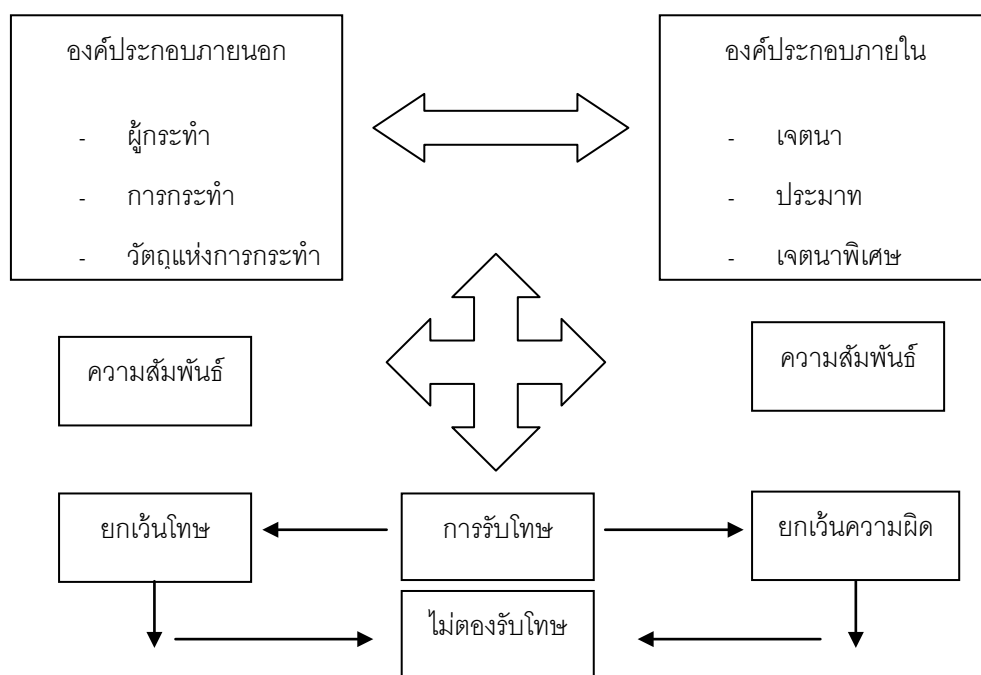 องค์ประกอบภายนอก
- ผู้กระทำ
- การกระทำ
- วัตถุแห่งการกระทำ
องค์ประกอบภายใน
- เจตนา
- ประมาท
- เจตนาพิเศษ
ความสัมพันธ์
ความสัมพันธ์
ยกเว้นโทษ
การรับโทษ
ยกเว้นความผิด
ไม่ตองรับโทษ